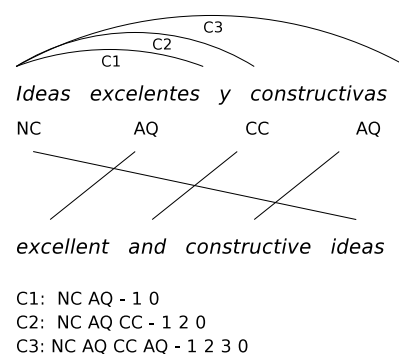 C3
C2
C1
Ideas excelentes y constructivas
NC AQ CC AQ
excellent and constructive ideas
C1: NC AQ - 1 0
C2: NC AQ CC - 1 2 0
C3: NC AQ CC AQ - 1 2 3 0